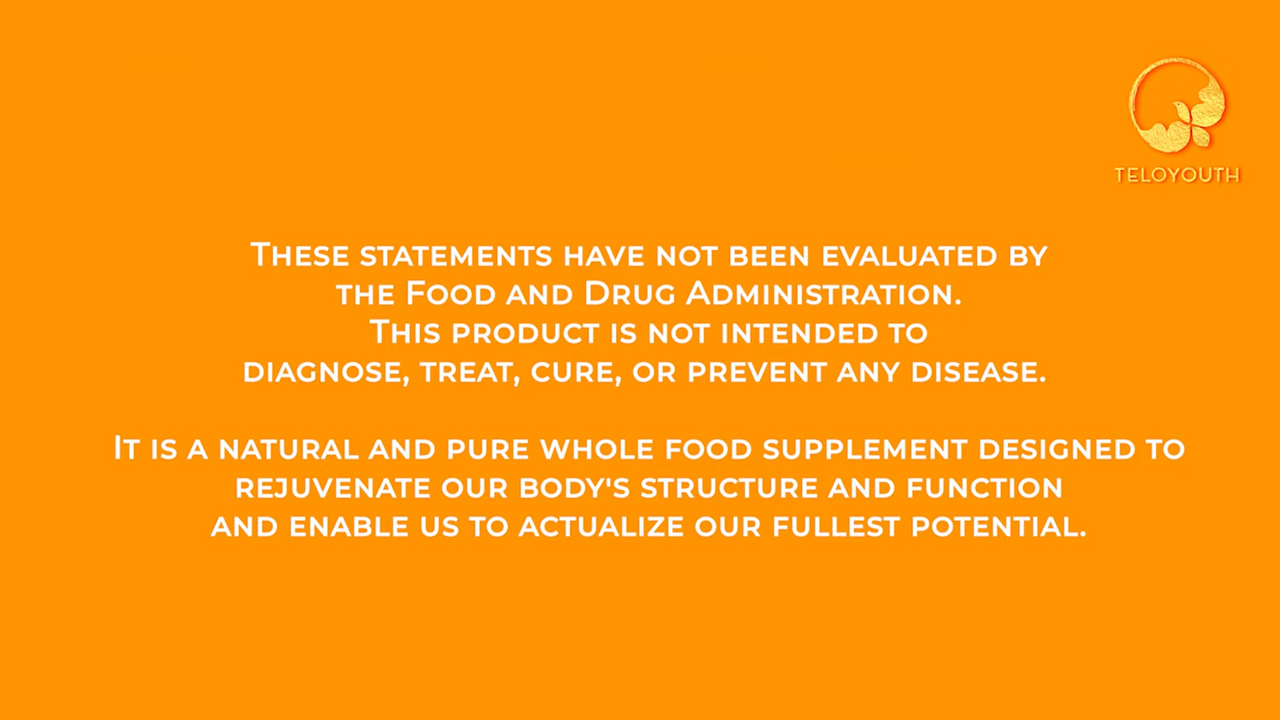 TELOYOUTH
These statements have not been evaluated by
the Food and Drug Administration.
This product is not intended to
diagnose, treat, cure, or prevent any disease.
It is a natural and pure whole food supplement designed to
rejuvenate our body's structure and function
and enable us to actualize our fullest potential.